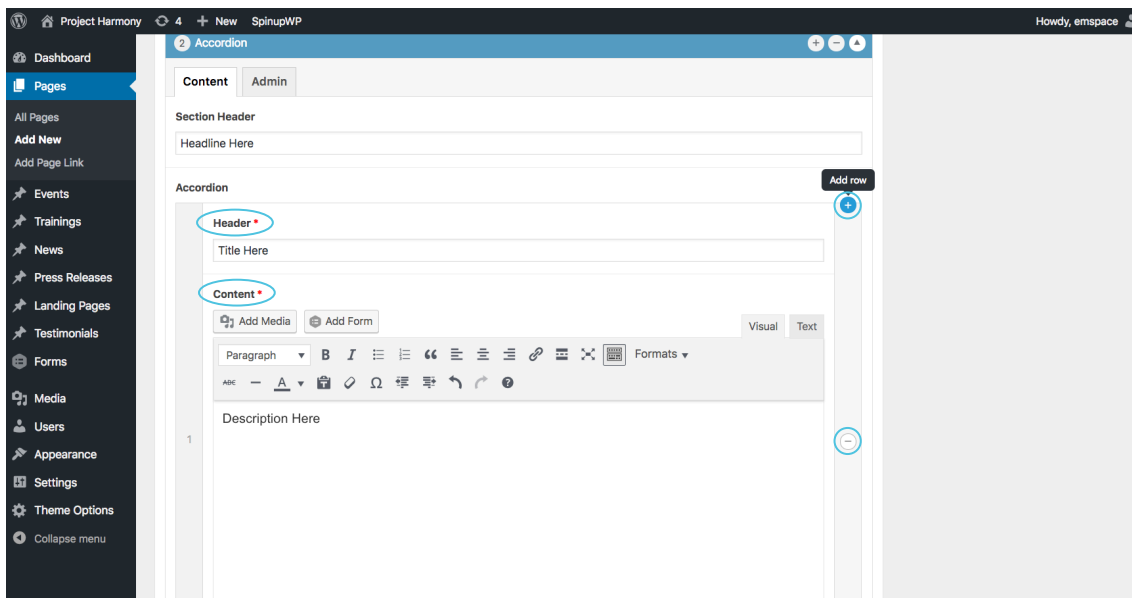 Project Harmony 4 + New SpinupWP Howdy, emspace
Dashboard
Pages
All Pages
Add New
Add Page Link
Events
Trainings
News
Press Releases
Landing Pages
Testimonials
Forms
Media
Users
Appearance
Settings
Theme Options
Collapse menu
2 Accordion
Content Admin
Section Header
Headline Here
Accordion
Add row
Header *
Title Here
Content *
Add Media Add Form Visual Text
Paragraph B I Formats
ABC A Ω
Description Here
1